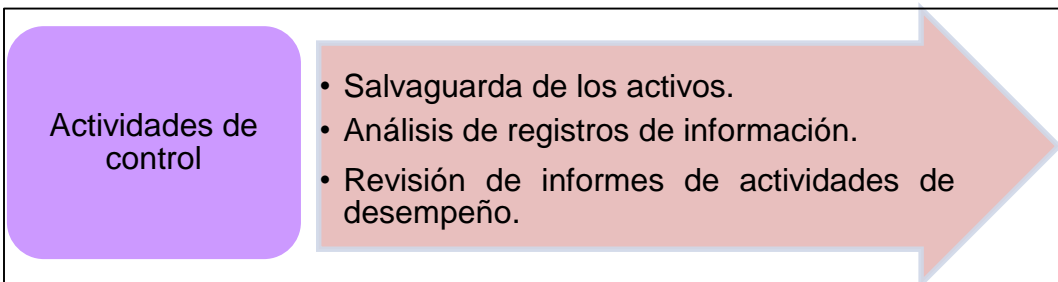 Actividades de
control
• Salvaguarda de los activos.
• Análisis de registros de información.
• Revisión de informes de actividades de
desempeño.